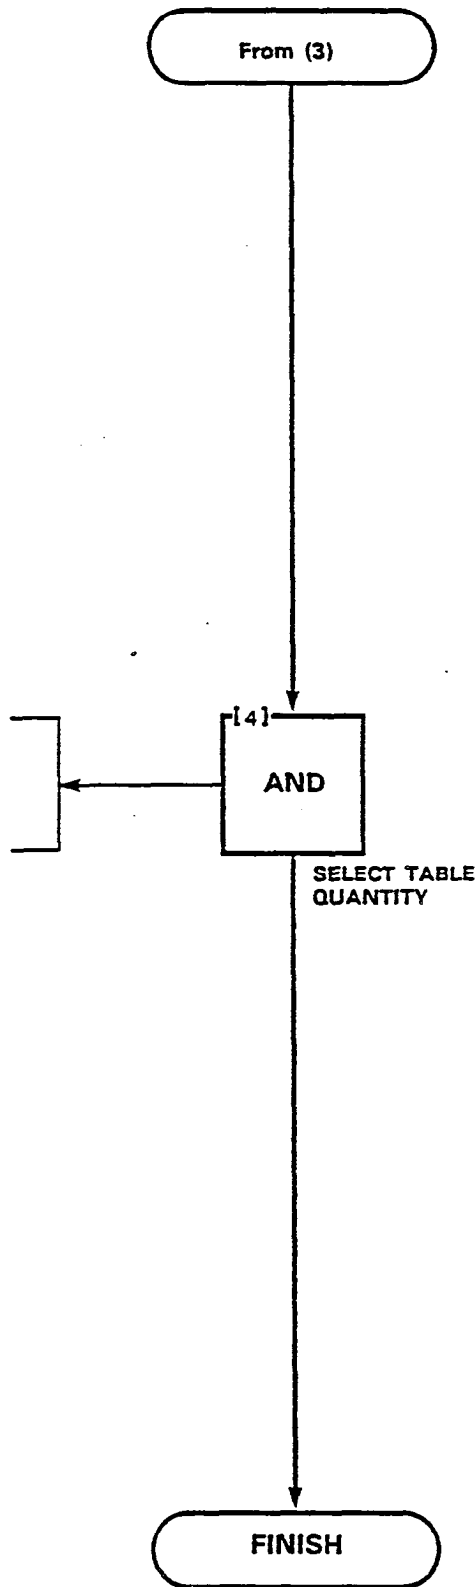 From (3)
[4]
AND
SELECT TABLE
QUANTITY
FINISH